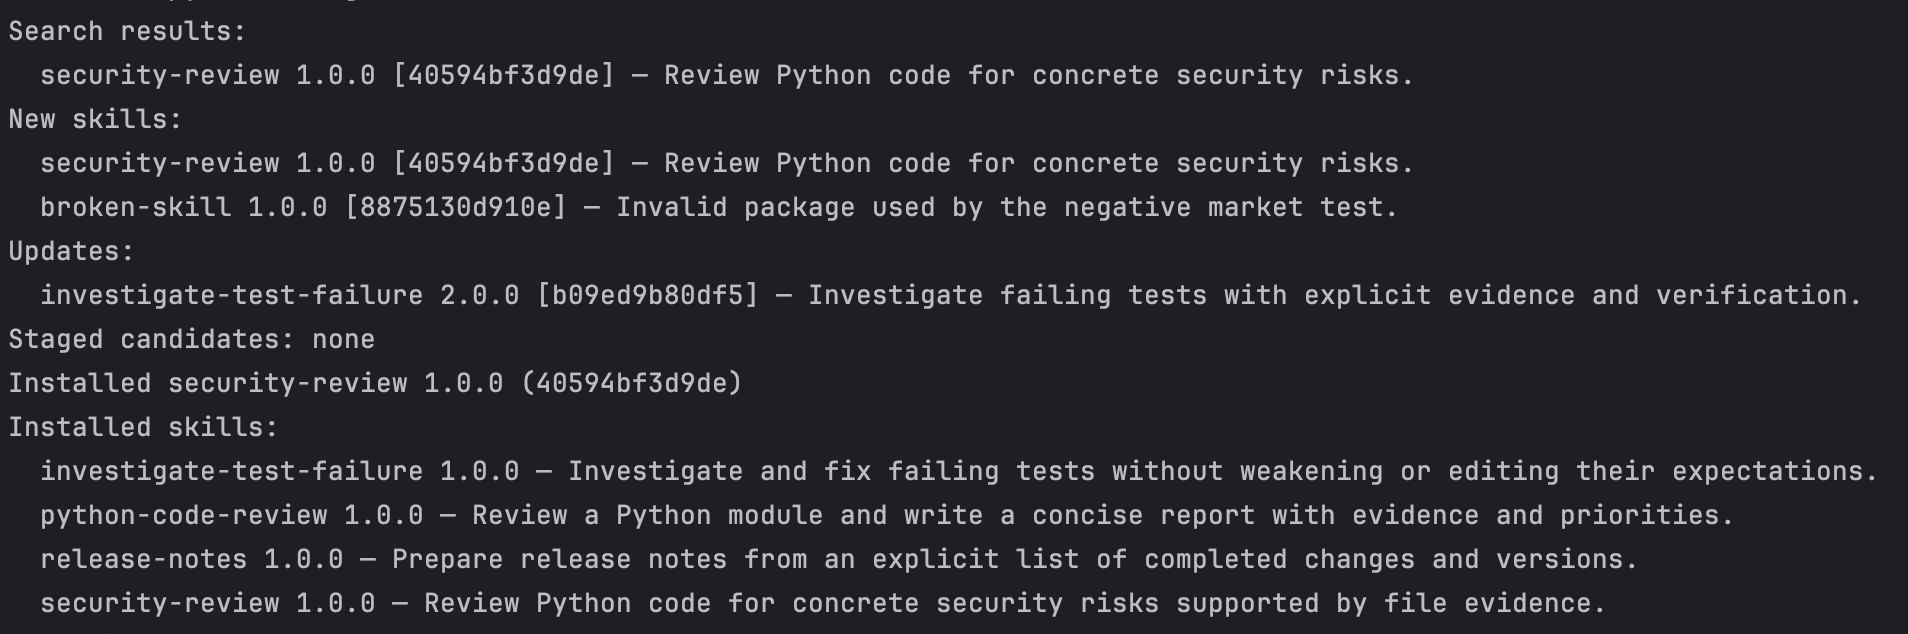 Search results:
  security-review 1.0.0 [40594bf3d9de] — Review Python code for concrete security risks.
New skills:
  security-review 1.0.0 [40594bf3d9de] — Review Python code for concrete security risks.
  broken-skill 1.0.0 [8875130d910e] — Invalid package used by the negative market test.
Updates:
  investigate-test-failure 2.0.0 [b09ed9b80df5] — Investigate failing tests with explicit evidence and verification.
Staged candidates: none
Installed security-review 1.0.0 (40594bf3d9de)
Installed skills:
  investigate-test-failure 1.0.0 — Investigate and fix failing tests without weakening or editing their expectations.
  python-code-review 1.0.0 — Review a Python module and write a concise report with evidence and priorities.
  release-notes 1.0.0 — Prepare release notes from an explicit list of completed changes and versions.
  security-review 1.0.0 — Review Python code for concrete security risks supported by file evidence.